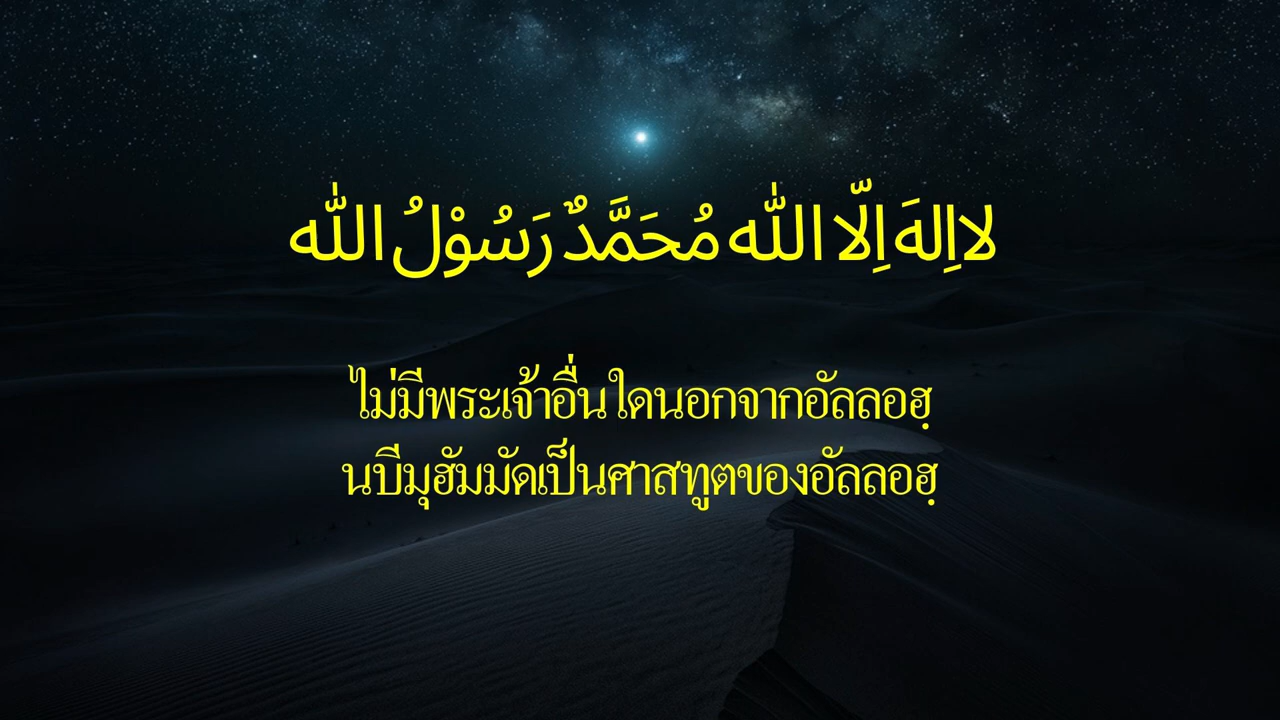 لااِلهَ اِلّا اللّٰه مُحَمَّدٌ رَسُوْلُ اللّٰه
ไม่มีพระเจ้าอื่นใดนอกจากอัลลอฮฺ
นบีมุฮัมมัดเป็นศาสทูตของอัลลอฮฺ